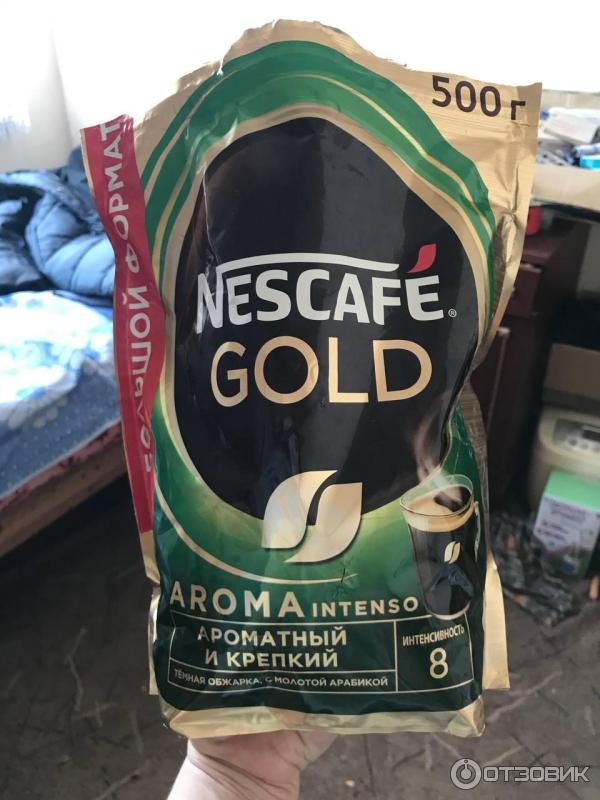 500 г
БОЛЬШОЙ ФОРМАТ
NESCAFÉ®
GOLD
AROMA INTENSO
АРОМАТНЫЙ
И КРЕПКИЙ
ТЁМНАЯ ОБЖАРКА, С МОЛОТОЙ АРАБИКОЙ
ИНТЕНСИВНОСТЬ
8
ОТЗОВИК